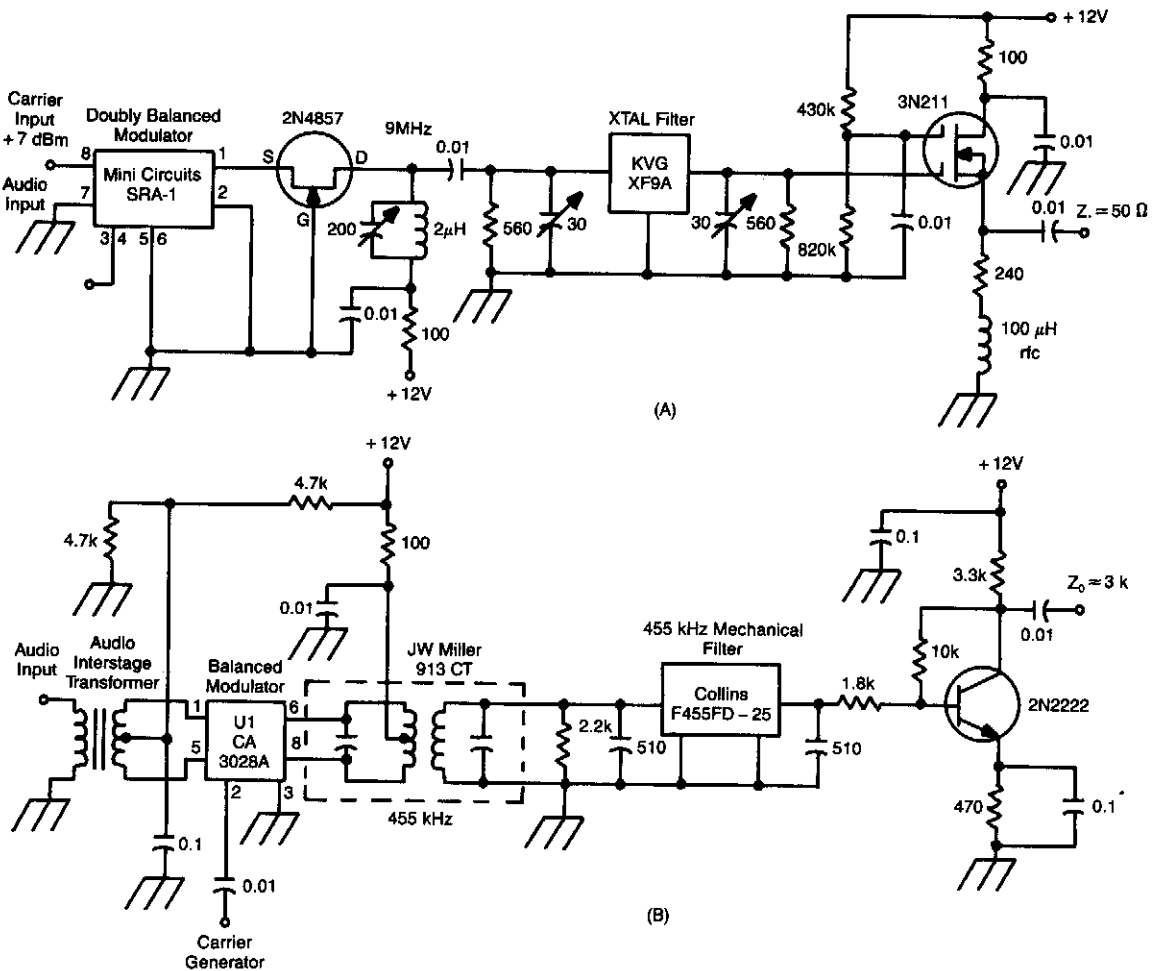 + 12V
100
Carrier
Input
+7 dBm
Doubly Balanced
Modulator
2N4857
9MHz
0.01
XTAL Filter
430k
3N211
0.01
8
1
S
D
Mini Circuits
SRA-1
KVG
XF9A
Audio
Input
7
2
G
200
2μH
560
30
30
560
0.01
0.01
Z. = 50 Ω
3
4
5
6
820k
240
0.01
100
100 μH
rfc
+ 12V
(A)
+ 12V
4.7k
+ 12V
4.7k
100
0.1
3.3k
Z₀ ≈ 3 k
0.01
0.01
Audio
Input
Audio
Interstage
Transformer
Balanced
Modulator
JW Miller
913 CT
455 kHz Mechanical
Filter
10k
1
6
U1
CA
3028A
Collins
F455FD – 25
1.8k
2N2222
5
8
2.2k
510
510
2
3
455 kHz
470
0.1
0.1
0.01
(B)
Carrier
Generator